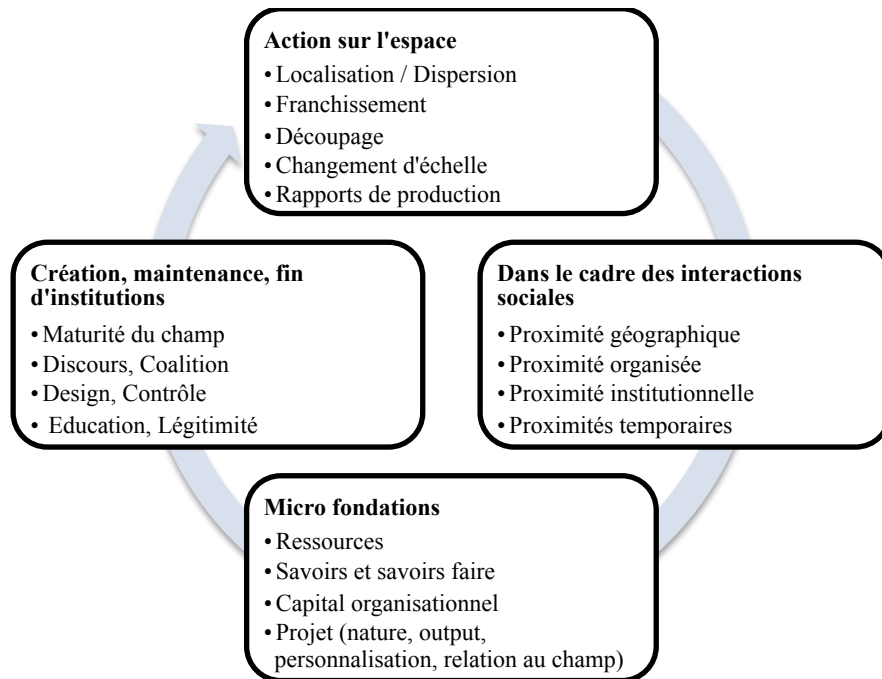 Action sur l'espace
• Localisation / Dispersion
• Franchissement
• Découpage
• Changement d'échelle
• Rapports de production
Création, maintenance, fin
d'institutions
• Maturité du champ
• Discours, Coalition
• Design, Contrôle
• Education, Légitimité
Dans le cadre des interactions
sociales
• Proximité géographique
• Proximité organisée
• Proximité institutionnelle
• Proximités temporaires
Micro fondations
• Ressources
• Savoirs et savoirs faire
• Capital organisationnel
• Projet (nature, output,
personnalisation, relation au champ)